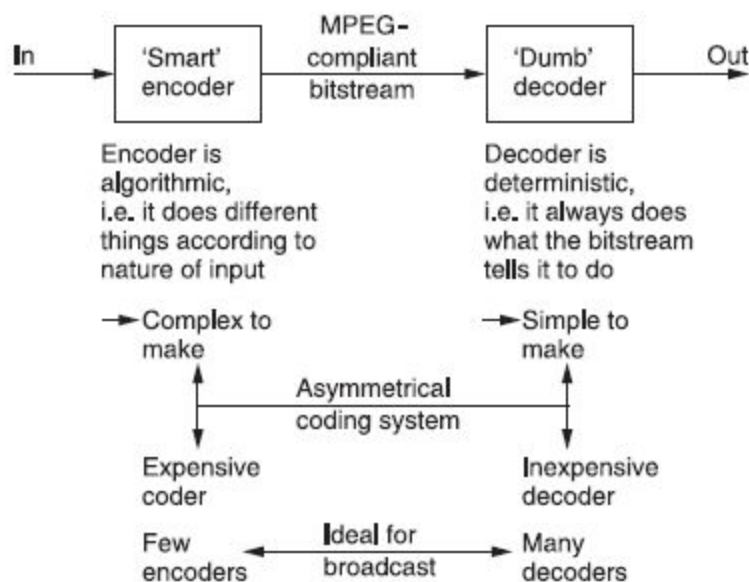 In
'Smart'
encoder
MPEG-
compliant
bitstream
'Dumb'
decoder
Out
Encoder is
algorithmic,
i.e. it does different
things according to
nature of input
Decoder is
deterministic,
i.e. it always does
what the bitstream
tells it to do
Complex to
make
Simple to
make
Asymmetrical
coding system
Expensive
coder
Inexpensive
decoder
Few
encoders
Ideal for
broadcast
Many
decoders